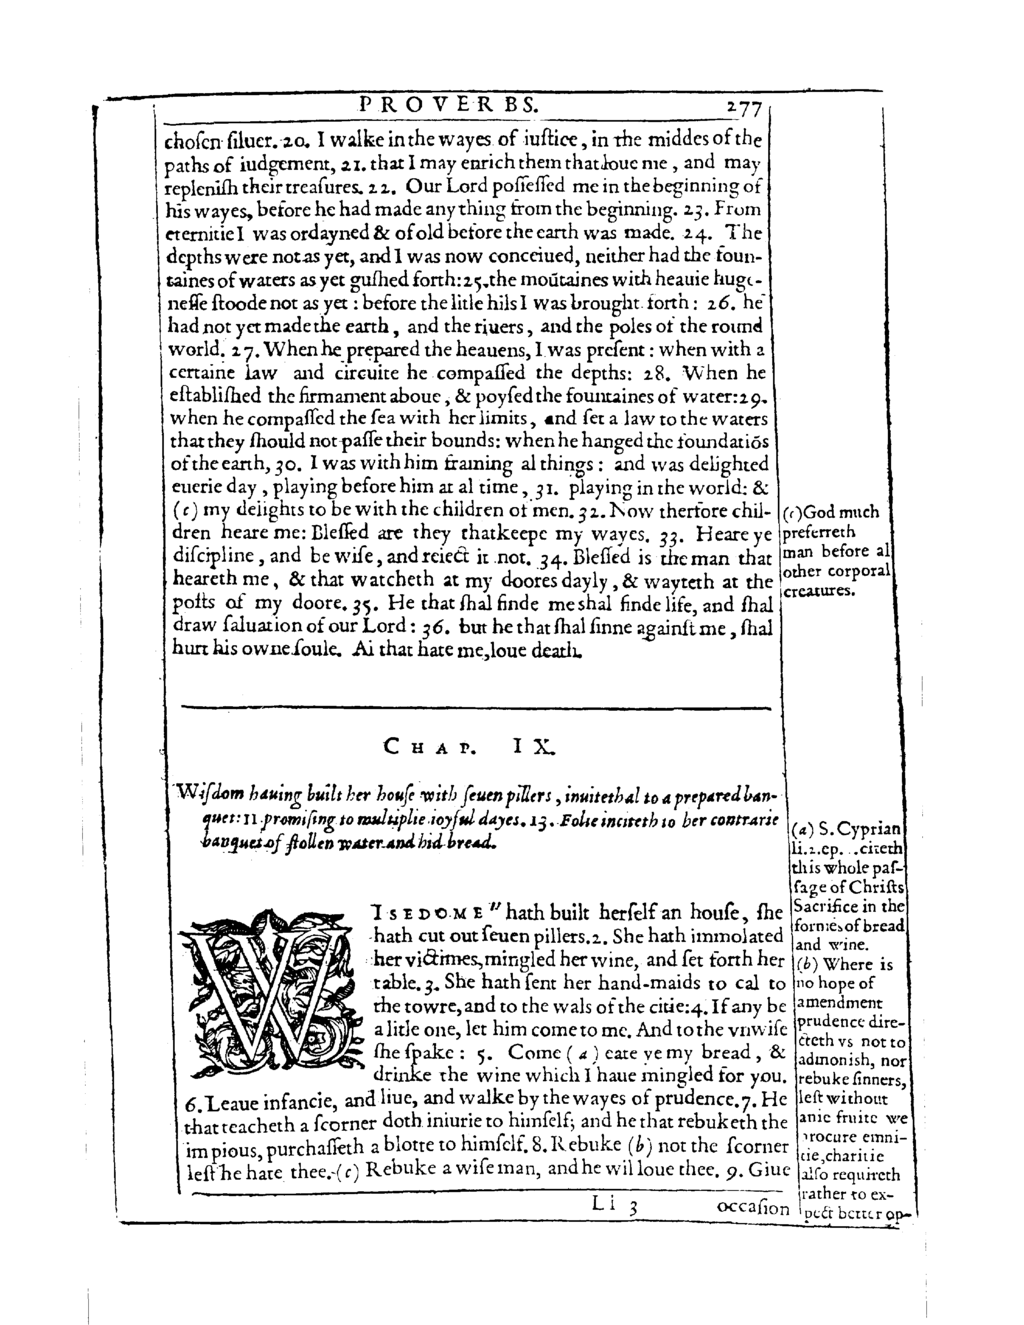 PROVERBS. 277
choſen ſiluer. 20. I walke in the wayes of iuſtice, in the middes of the
paths of iudgement, 21. that I may enrich them that loue me, and may
repleniſh their treaſures. 22. Our Lord poſſeſſed me in the beginning of
his wayes, before he had made any thing from the beginning. 23. From
eternitie I was ordayned & of old before the earth was made. 24. The
depths were not as yet, and I was now conceiued, neither had the foun-
taines of waters as yet guſhed forth: 25. the moũtaines with heauie huge-
neſſe ſtoode not as yet: before the litle hils I was brought forth: 26. he
had not yet made the earth, and the riuers, and the poles of the round
world. 27. When he prepared the heauens, I was preſent: when with a
certaine law and circuite he compaſſed the depths: 28. When he
eſtabliſhed the firmament aboue, & poyſed the fountaines of water: 29.
when he compaſſed the ſea with her limits, and ſet a law to the waters
that they ſhould not paſſe their bounds: when he hanged the foundatiõs
of the earth, 30. I was with him framing al things: and was delighted
euerie day, playing before him at al time, 31. playing in the world: &
(c) my delights to be with the children of men. 32. Now therfore chil-
dren heare me: Bleſſed are they that keepe my wayes. 33. Heare ye
diſcipline, and be wiſe, and reiect it not. 34. Bleſſed is the man that
heareth me, & that watcheth at my doores dayly, & wayteth at the
poſts of my doore. 35. He that ſhal finde me shal finde life, and ſhal
draw ſaluation of our Lord: 36. but he that ſhal ſinne againſt me, ſhal
hurt his owne ſoule. Al that hate me, loue death.
(c) God much
preferreth
man before al
other corporal
creatures.
CHAP. IX.
Wiſdom hauing built her houſe with ſeuen pillers, inuiteth al to a prepared ban-
quet: 11 promiſing to multiplie ioyful dayes. 13. Folie inciteth to her contrarie
banquet of ſtollen water and hid bread.
WISEDOME " hath built herſelf an houſe, ſhe
hath cut out ſeuen pillers. 2. She hath immolated
her victimes, mingled her wine, and ſet forth her
table. 3. She hath ſent her hand-maids to cal to
the towre, and to the wals of the citie: 4. If any be
a litle one, let him come to me. And to the vnwiſe
ſhe ſpake: 5. Come (a) eate ye my bread, &
drinke the wine which I haue mingled for you.
6. Leaue infancie, and liue, and walke by the wayes of prudence. 7. He
that teacheth a ſcorner doth iniurie to himſelf; and he that rebuketh the
impious, purchaſſeth a blotte to himſelf. 8. Rebuke (b) not the ſcorner
leſt he hate thee. (c) Rebuke a wiſe man, and he wil loue thee. 9. Giue
(a) S. Cyprian
li. 2. ep. citeth
this whole paſ-
ſage of Chriſts
Sacrifice in the
formes of bread
and wine.
(b) Where is
no hope of
amendment
prudence dire-
cteth vs not to
admonish, nor
rebuke ſinners,
leſt without
anie fruite we
procure emni-
tie, charitie
alſo requireth
rather to ex-
pect better op-
Ll 3 occaſion